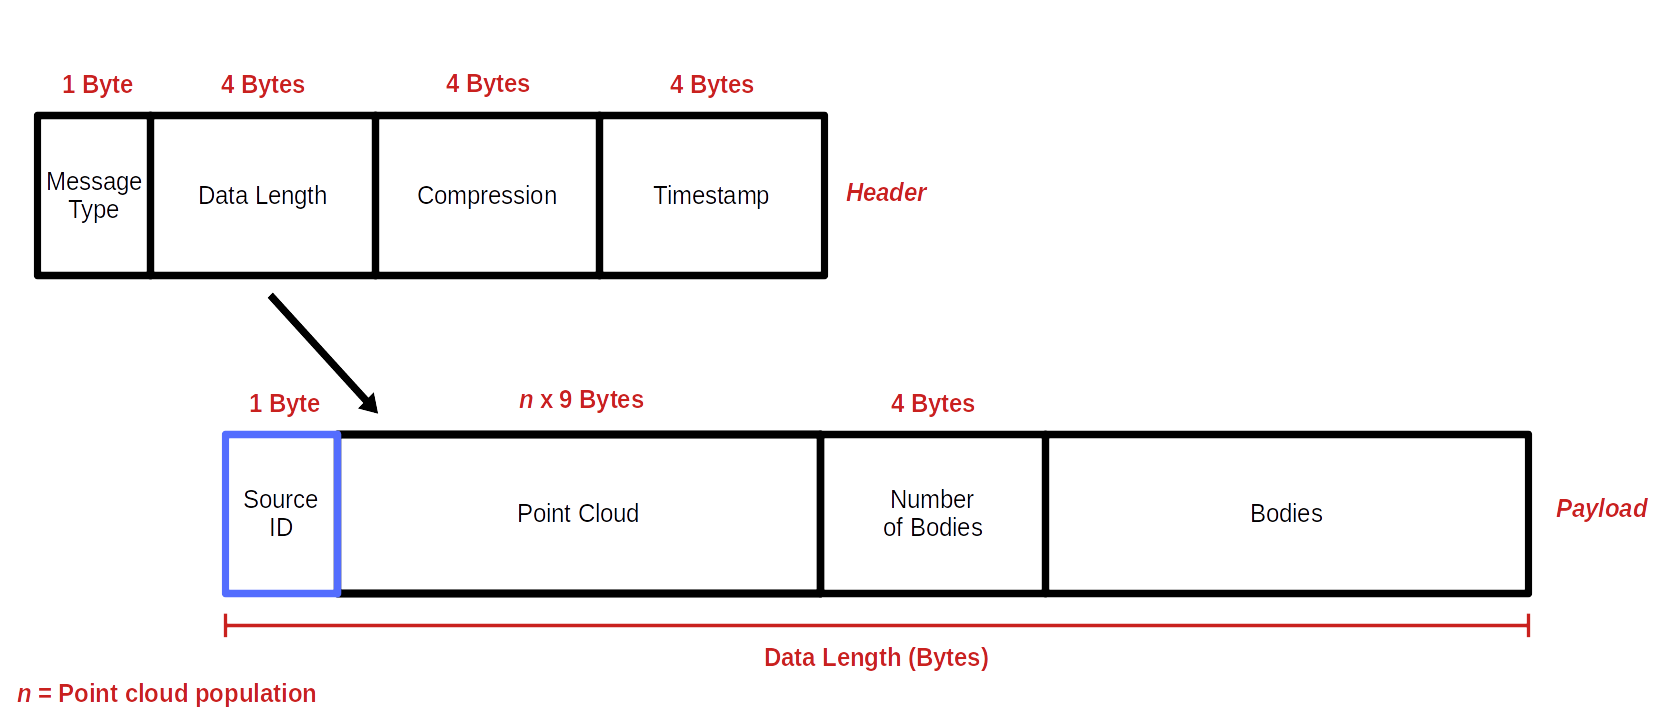 1 Byte
4 Bytes
4 Bytes
4 Bytes
Message
Type
Data Length
Compression
Timestamp
Header
1 Byte
n x 9 Bytes
4 Bytes
Source
ID
Point Cloud
Number
of Bodies
Bodies
Payload
Data Length (Bytes)
n = Point cloud population